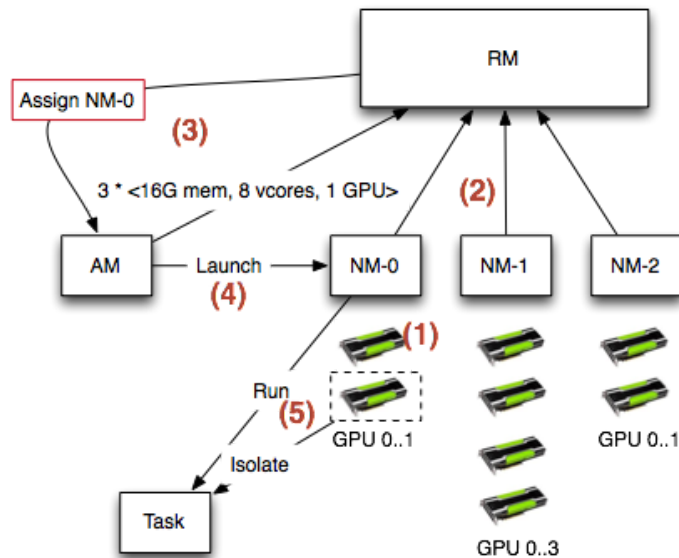 RM
Assign NM-0
(3)
3 * <16G mem, 8 vcores, 1 GPU>
(2)
AM
Launch
NM-0
NM-1
NM-2
(4)
(1)
Run
(5)
GPU 0..1
GPU 0..1
Isolate
Task
GPU 0..3